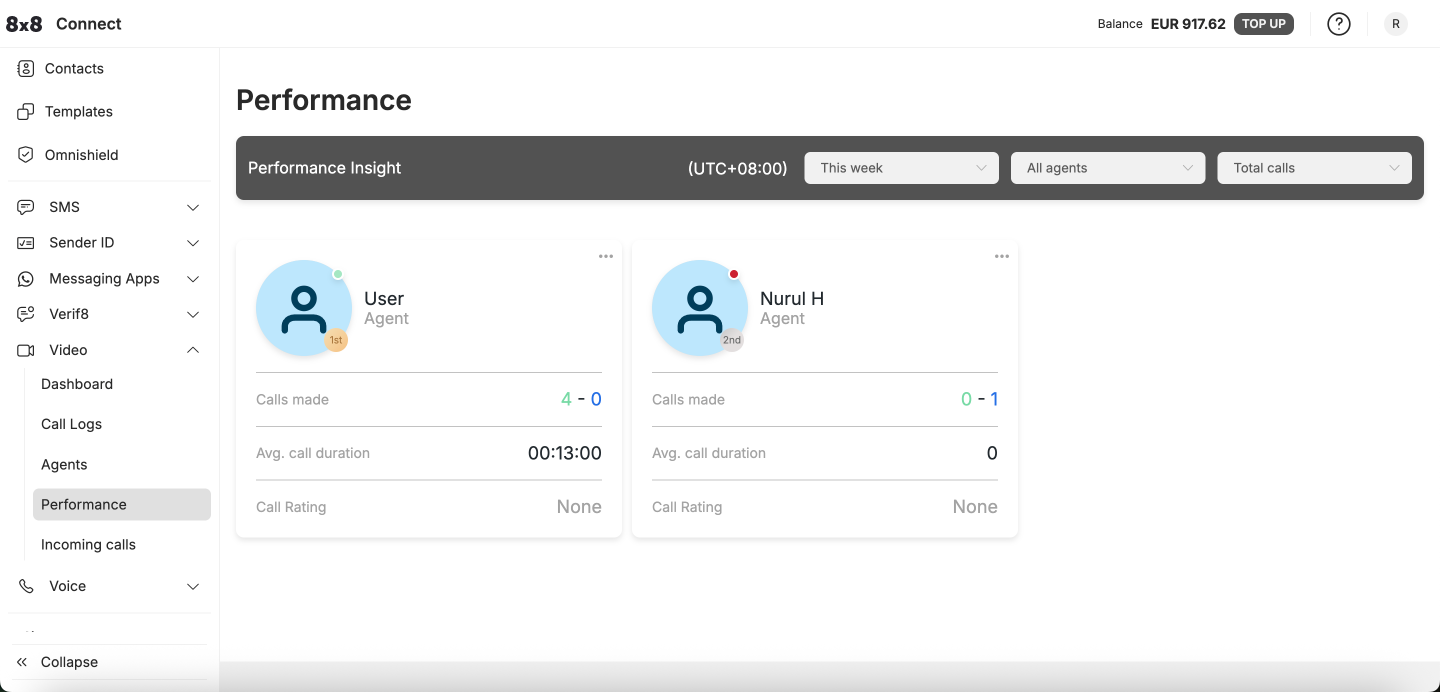 8x8 Connect
Balance EUR 917.62 TOP UP
R
Contacts
Templates
Omnishield
SMS
Sender ID
Messaging Apps
Verif8
Video
Dashboard
Call Logs
Agents
Performance
Incoming calls
Voice
Collapse
Performance
Performance Insight (UTC+08:00) This week All agents Total calls
User
Agent
1st
Calls made 4 - 0
Avg. call duration 00:13:00
Call Rating None
Nurul H
Agent
2nd
Calls made 0 - 1
Avg. call duration 0
Call Rating None